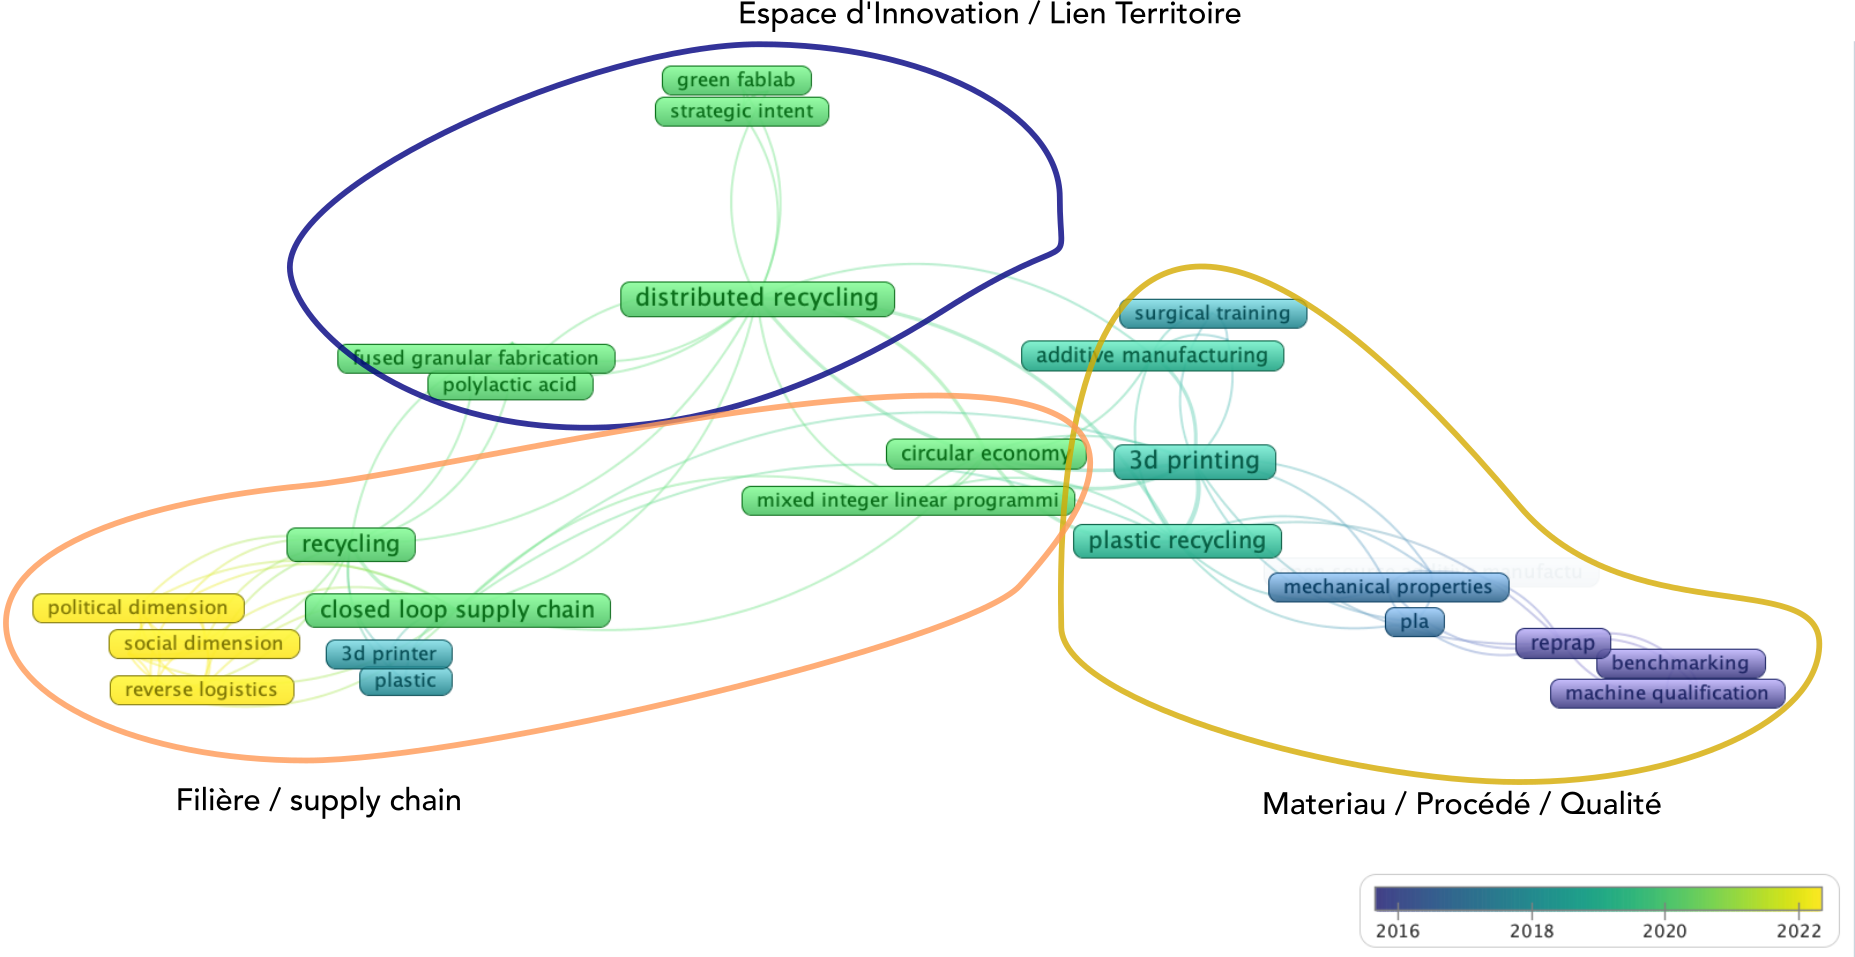 Espace d'Innovation / Lien Territoire
green fablab
strategic intent
distributed recycling
surgical training
additive manufacturing
fused granular fabrication
polylactic acid
circular economy
3d printing
mixed integer linear programmi
plastic recycling
recycling
manufactu
mechanical properties
political dimension
closed loop supply chain
pla
social dimension
3d printer
reprap
benchmarking
plastic
reverse logistics
machine qualification
Filière / supply chain
Materiau / Procédé / Qualité
2016 2018 2020 2022